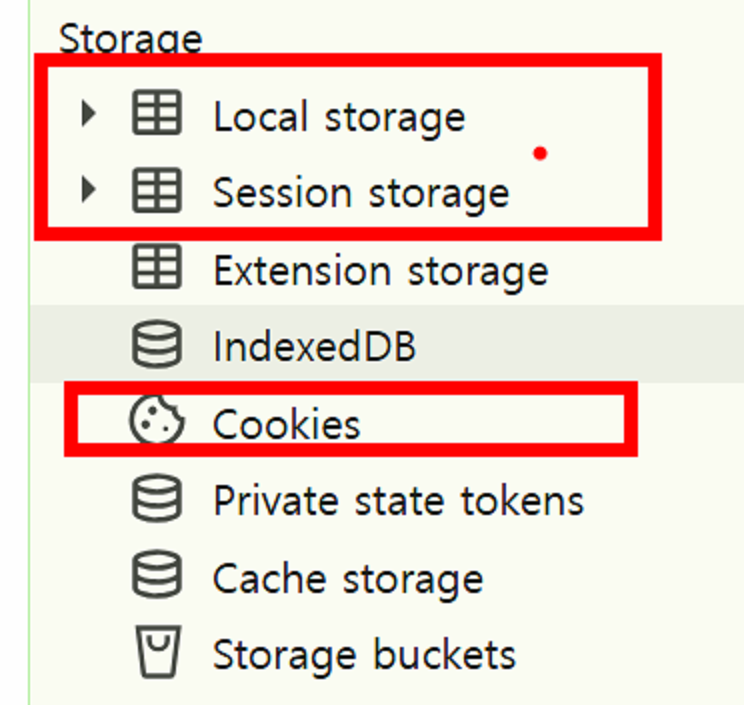 Storage
Local storage
Session storage
Extension storage
IndexedDB
Cookies
Private state tokens
Cache storage
Storage buckets